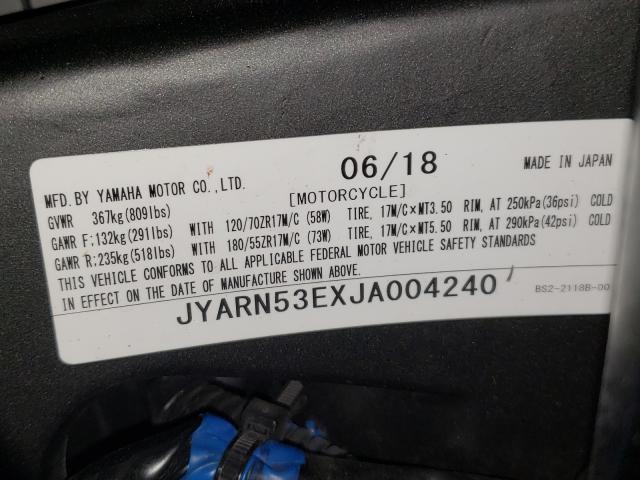 MFD. BY YAMAHA MOTOR CO., LTD. 06/18 MADE IN JAPAN
GVWR 367kg(809lbs) [MOTORCYCLE]
GAWR F:132kg(291lbs) WITH 120/70ZR17M/C (58W) TIRE, 17M/C×MT3.50 RIM, AT 250kPa(36psi) COLD
GAWR R:235kg(518lbs) WITH 180/55ZR17M/C (73W) TIRE, 17M/C×MT5.50 RIM, AT 290kPa(42psi) COLD
THIS VEHICLE CONFORMS TO ALL APPLICABLE FEDERAL MOTOR VEHICLE SAFETY STANDARDS
IN EFFECT ON THE DATE OF MANUFACTURE SHOWN ABOVE.
JYARN53EXJA004240
BS2-2118B-00